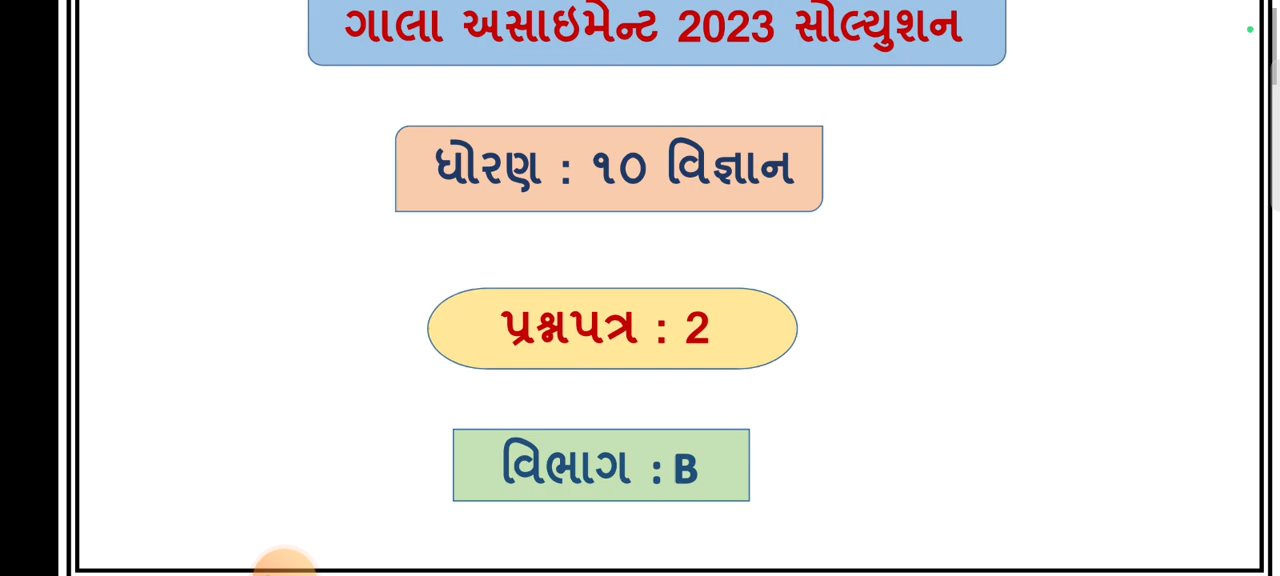 ગાલા અસાઇમેન્ટ 2023 સોલ્યુશન
ધોરણ : ૧૦ વિજ્ઞાન
પ્રશ્નપત્ર : 2
વિભાગ : B